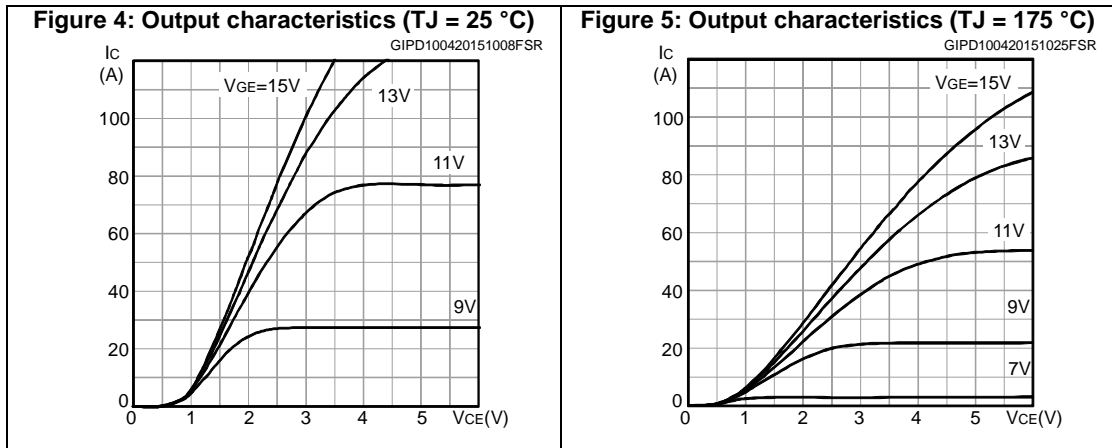 Figure 4: Output characteristics (TJ = 25 °C)
GIPD100420151008FSR
IC
(A)
VGE=15V
13V
100
11V
80
60
40
9V
20
0
0 1 2 3 4 5 VCE(V)
Figure 5: Output characteristics (TJ = 175 °C)
GIPD100420151025FSR
IC
(A)
VGE=15V
100
13V
80
60
11V
40
9V
20
7V
0
0 1 2 3 4 5 VCE(V)